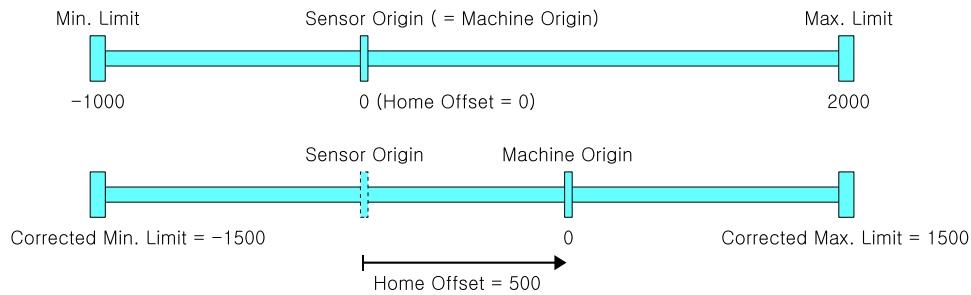 Min. Limit Sensor Origin ( = Machine Origin) Max. Limit
-1000 0 (Home Offset = 0) 2000
Sensor Origin Machine Origin
Corrected Min. Limit = -1500 0 Corrected Max. Limit = 1500
Home Offset = 500